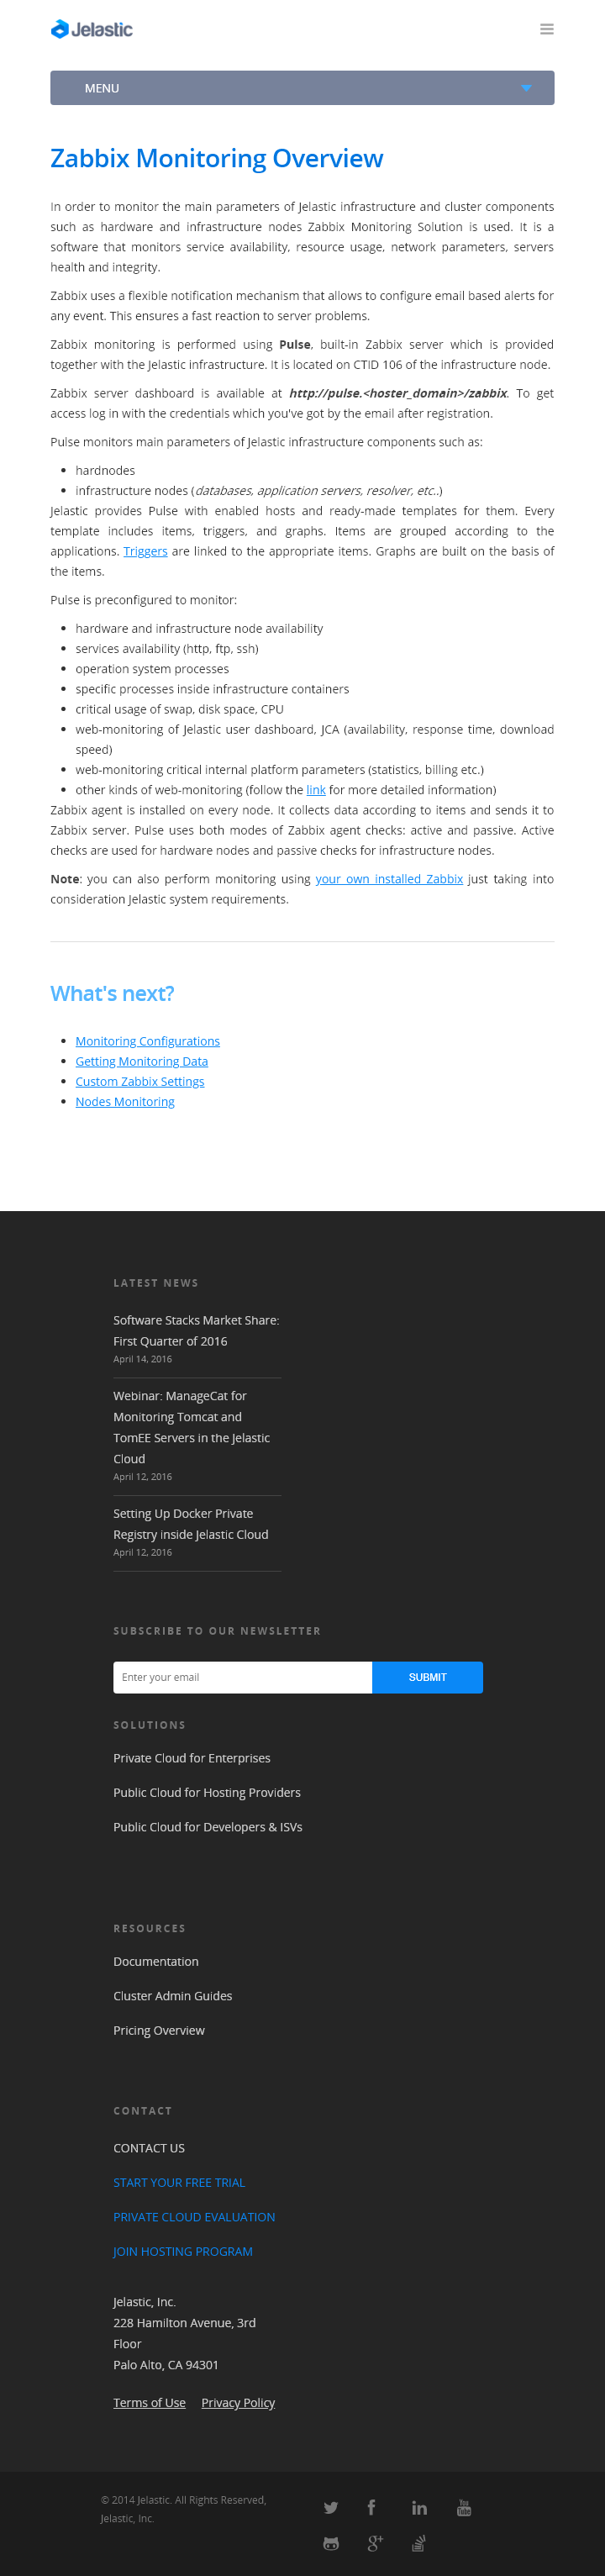 Jelastic
MENU
Zabbix Monitoring Overview
In order to monitor the main parameters of Jelastic infrastructure and cluster components
such as hardware and infrastructure nodes Zabbix Monitoring Solution is used. It is a
software that monitors service availability, resource usage, network parameters, servers
health and integrity.
Zabbix uses a flexible notification mechanism that allows to configure email based alerts for
any event. This ensures a fast reaction to server problems.
Zabbix monitoring is performed using Pulse, built-in Zabbix server which is provided
together with the Jelastic infrastructure. It is located on CTID 106 of the infrastructure node.
Zabbix server dashboard is available at http://pulse.<hoster_domain>/zabbix. To get
access log in with the credentials which you've got by the email after registration.
Pulse monitors main parameters of Jelastic infrastructure components such as:
• hardnodes
• infrastructure nodes (databases, application servers, resolver, etc..)
Jelastic provides Pulse with enabled hosts and ready-made templates for them. Every
template includes items, triggers, and graphs. Items are grouped according to the
applications. Triggers are linked to the appropriate items. Graphs are built on the basis of
the items.
Pulse is preconfigured to monitor:
• hardware and infrastructure node availability
• services availability (http, ftp, ssh)
• operation system processes
• specific processes inside infrastructure containers
• critical usage of swap, disk space, CPU
• web-monitoring of Jelastic user dashboard, JCA (availability, response time, download
speed)
• web-monitoring critical internal platform parameters (statistics, billing etc.)
• other kinds of web-monitoring (follow the link for more detailed information)
Zabbix agent is installed on every node. It collects data according to items and sends it to
Zabbix server. Pulse uses both modes of Zabbix agent checks: active and passive. Active
checks are used for hardware nodes and passive checks for infrastructure nodes.
Note: you can also perform monitoring using your own installed Zabbix just taking into
consideration Jelastic system requirements.
What's next?
• Monitoring Configurations
• Getting Monitoring Data
• Custom Zabbix Settings
• Nodes Monitoring
LATEST NEWS
Software Stacks Market Share:
First Quarter of 2016
April 14, 2016
Webinar: ManageCat for
Monitoring Tomcat and
TomEE Servers in the Jelastic
Cloud
April 12, 2016
Setting Up Docker Private
Registry inside Jelastic Cloud
April 12, 2016
SUBSCRIBE TO OUR NEWSLETTER
Enter your email SUBMIT
SOLUTIONS
Private Cloud for Enterprises
Public Cloud for Hosting Providers
Public Cloud for Developers & ISVs
RESOURCES
Documentation
Cluster Admin Guides
Pricing Overview
CONTACT
CONTACT US
START YOUR FREE TRIAL
PRIVATE CLOUD EVALUATION
JOIN HOSTING PROGRAM
Jelastic, Inc.
228 Hamilton Avenue, 3rd
Floor
Palo Alto, CA 94301
Terms of Use Privacy Policy
© 2014 Jelastic. All Rights Reserved,
Jelastic, Inc.